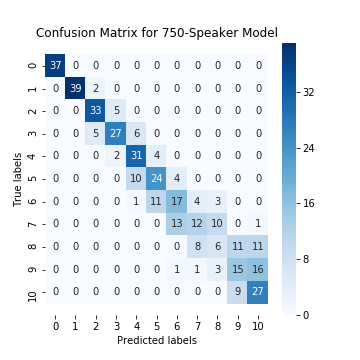 Confusion Matrix for 750-Speaker Model
0 37 0 0 0 0 0 0 0 0 0 0
1 0 39 2 0 0 0 0 0 0 0 0
2 0 0 33 5 0 0 0 0 0 0 0
3 0 0 5 27 6 0 0 0 0 0 0
4 0 0 0 2 31 4 0 0 0 0 0
5 0 0 0 0 10 24 4 0 0 0 0
6 0 0 0 0 1 11 17 4 3 0 0
7 0 0 0 0 0 0 13 12 10 0 1
8 0 0 0 0 0 0 0 8 6 11 11
9 0 0 0 0 0 0 1 1 3 15 16
10 0 0 0 0 0 0 0 0 0 9 27
0 1 2 3 4 5 6 7 8 9 10
Predicted labels
True labels
32
24
16
8
0